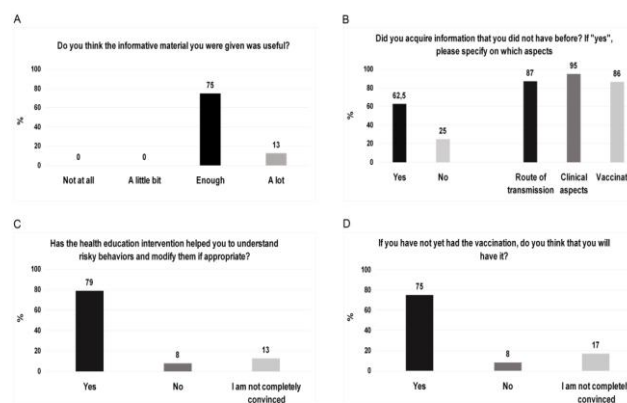 A
Do you think the informative material you were given was useful?
100
80
60
40
20
0
%
0
0
75
13
Not at all
A little bit
Enough
A lot
B
Did you acquire information that you did not have before? If "yes",
please specify on which aspects
100
80
60
40
20
0
%
62,5
25
87
95
86
Yes
No
Route of
transmission
Clinical
aspects
Vaccinat
C
Has the health education intervention helped you to understand
risky behaviors and modify them if appropriate?
100
80
60
40
20
0
%
79
8
13
Yes
No
I am not completely
convinced
D
If you have not yet had the vaccination, do you think that you will
have it?
100
80
60
40
20
0
%
75
8
17
Yes
No
I am not completely
convinced